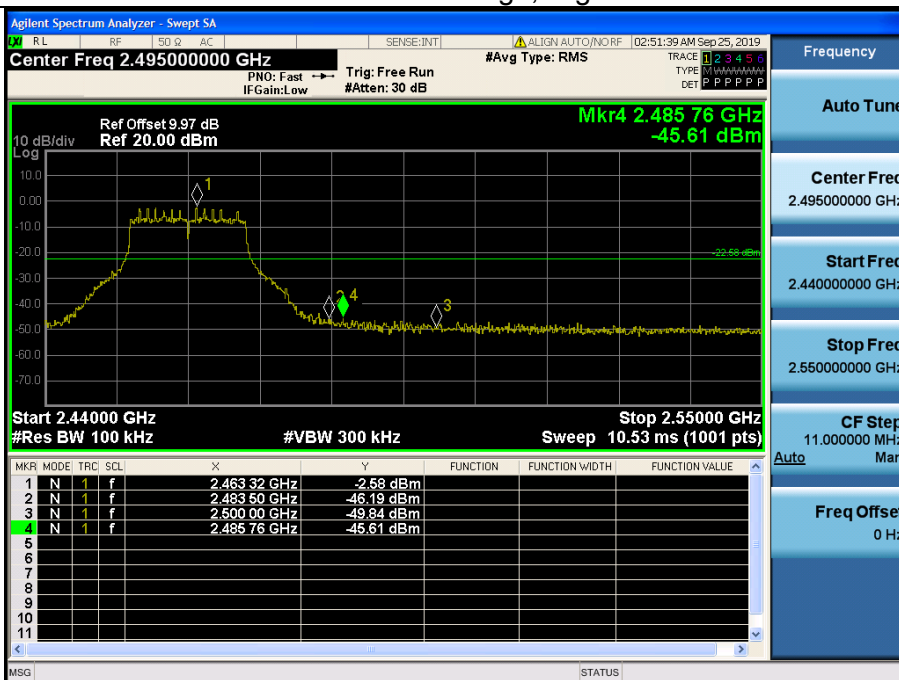 Agilent Spectrum Analyzer - Swept SA
LXI RL RF 50 Ω AC SENSE:INT ALIGN AUTO/NO RF 02:51:39 AM Sep 25, 2019
Center Freq 2.495000000 GHz #Avg Type: RMS TRACE 1 2 3 4 5 6
PNO: Fast Trig: Free Run TYPE M WWWWW
IFGain:Low #Atten: 30 dB DET P P P P P P
Mkr4 2.485 76 GHz
-45.61 dBm
Ref Offset 9.97 dB
10 dB/div Ref 20.00 dBm
Log
10.0
0.00
-10.0
-20.0
-30.0
-40.0
-50.0
-60.0
-70.0
1
-22.58 dBm
2 4
3
Start 2.44000 GHz Stop 2.55000 GHz
#Res BW 100 kHz #VBW 300 kHz Sweep 10.53 ms (1001 pts)
MKR MODE TRC SCL X Y FUNCTION FUNCTION WIDTH FUNCTION VALUE
1 N 1 f 2.463 32 GHz -2.58 dBm
2 N 1 f 2.483 50 GHz -46.19 dBm
3 N 1 f 2.500 00 GHz -49.84 dBm
4 N 1 f 2.485 76 GHz -45.61 dBm
5
6
7
8
9
10
11
MSG STATUS
Frequency
Auto Tune
Center Freq
2.495000000 GHz
Start Freq
2.440000000 GHz
Stop Freq
2.550000000 GHz
CF Step
11.000000 MHz
Auto Man
Freq Offset
0 Hz